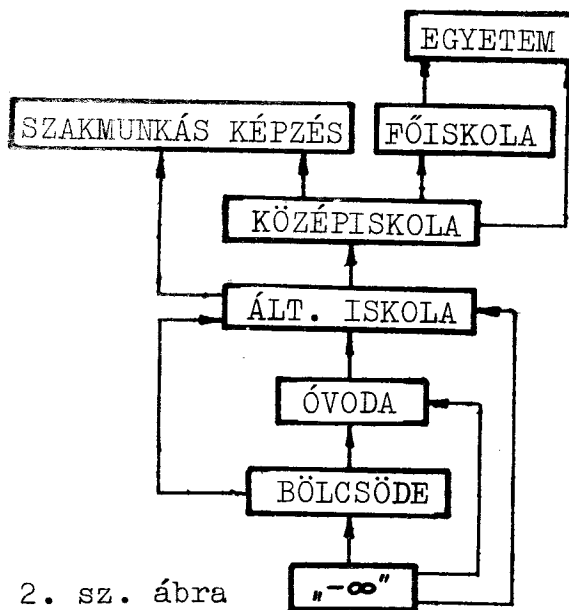 EGYETEM
SZAKMUNKÁS KÉPZÉS
FŐISKOLA
KÖZÉPISKOLA
ÁLT. ISKOLA
ÓVODA
BÖLCSÖDE
„-∞"
2. sz. ábra